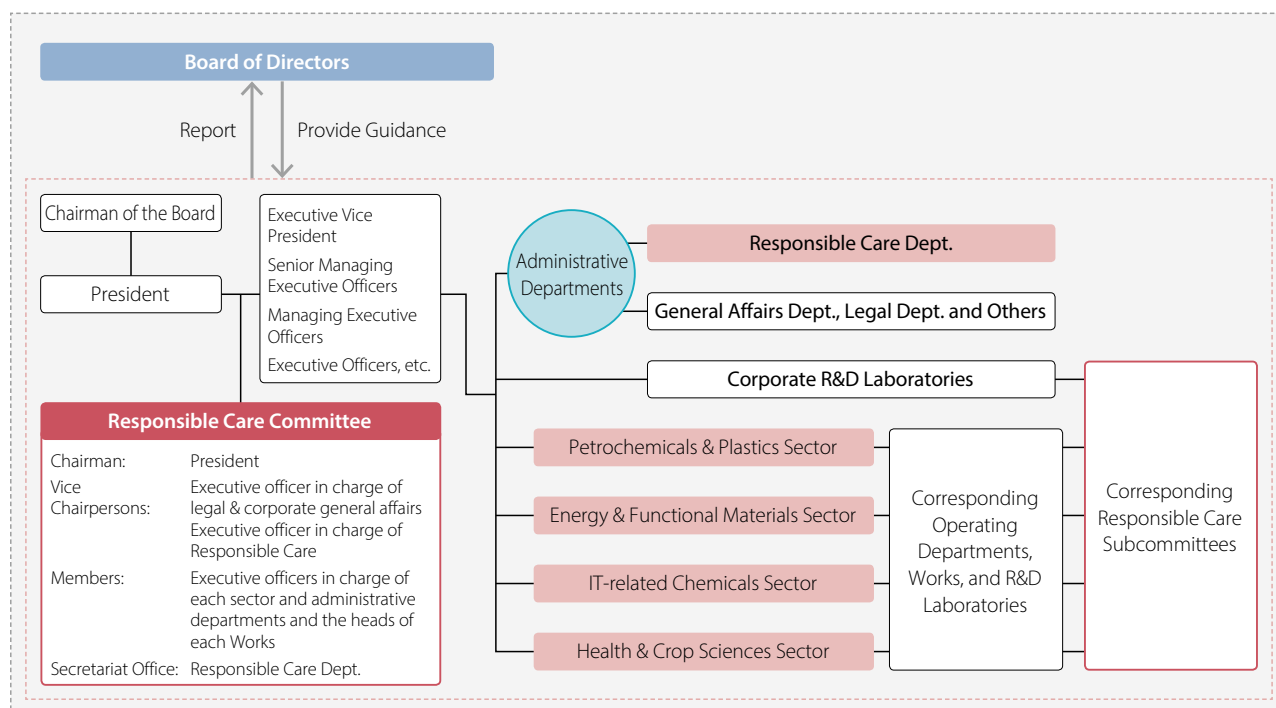 Board of Directors
Report
Provide Guidance
Chairman of the Board
President
Executive Vice
President
Senior Managing
Executive Officers
Managing Executive
Officers
Executive Officers, etc.
Responsible Care Committee
Chairman: President
Vice
Chairpersons:
Executive officer in charge of
legal & corporate general affairs
Executive officer in charge of
Responsible Care
Members: Executive officers in charge of
each sector and administrative
departments and the heads of
each Works
Secretariat Office: Responsible Care Dept.
Administrative
Departments
Responsible Care Dept.
General Affairs Dept., Legal Dept. and Others
Corporate R&D Laboratories
Petrochemicals & Plastics Sector
Energy & Functional Materials Sector
IT-related Chemicals Sector
Health & Crop Sciences Sector
Corresponding
Operating
Departments,
Works, and R&D
Laboratories
Corresponding
Responsible Care
Subcommittees